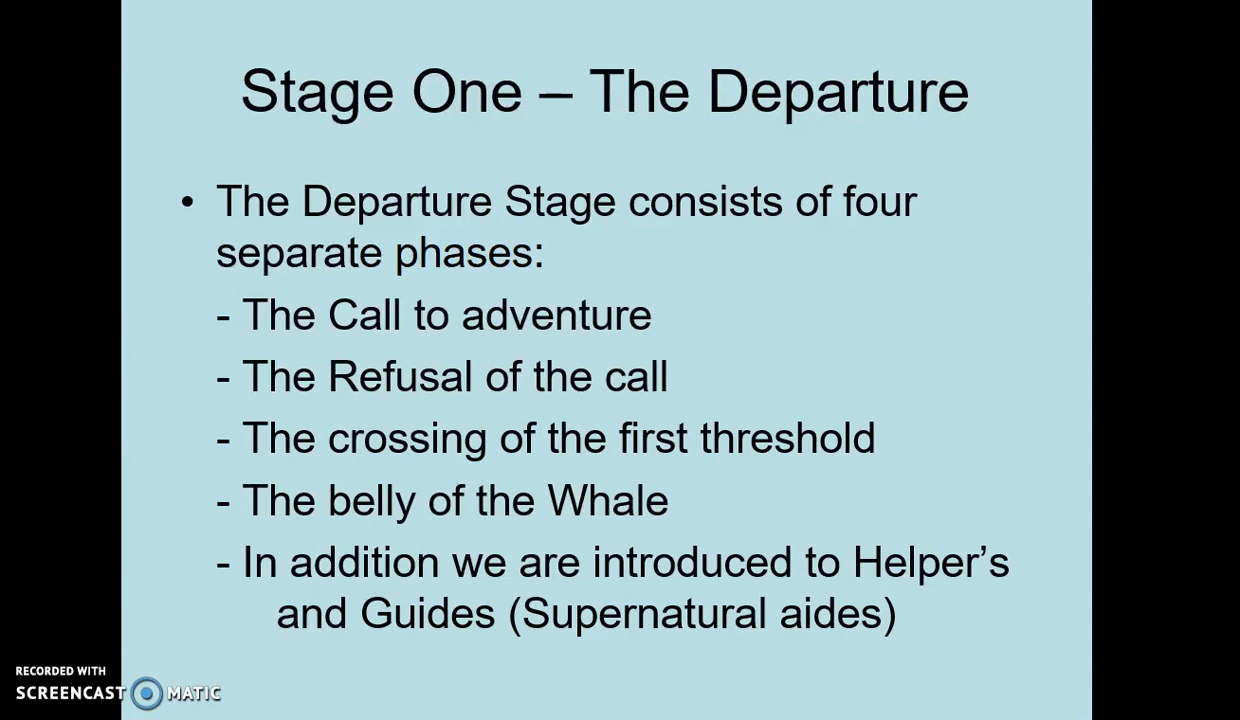 Stage One – The Departure
• The Departure Stage consists of four
separate phases:
- The Call to adventure
- The Refusal of the call
- The crossing of the first threshold
- The belly of the Whale
- In addition we are introduced to Helper’s
and Guides (Supernatural aides)
RECORDED WITH
SCREENCAST MATIC